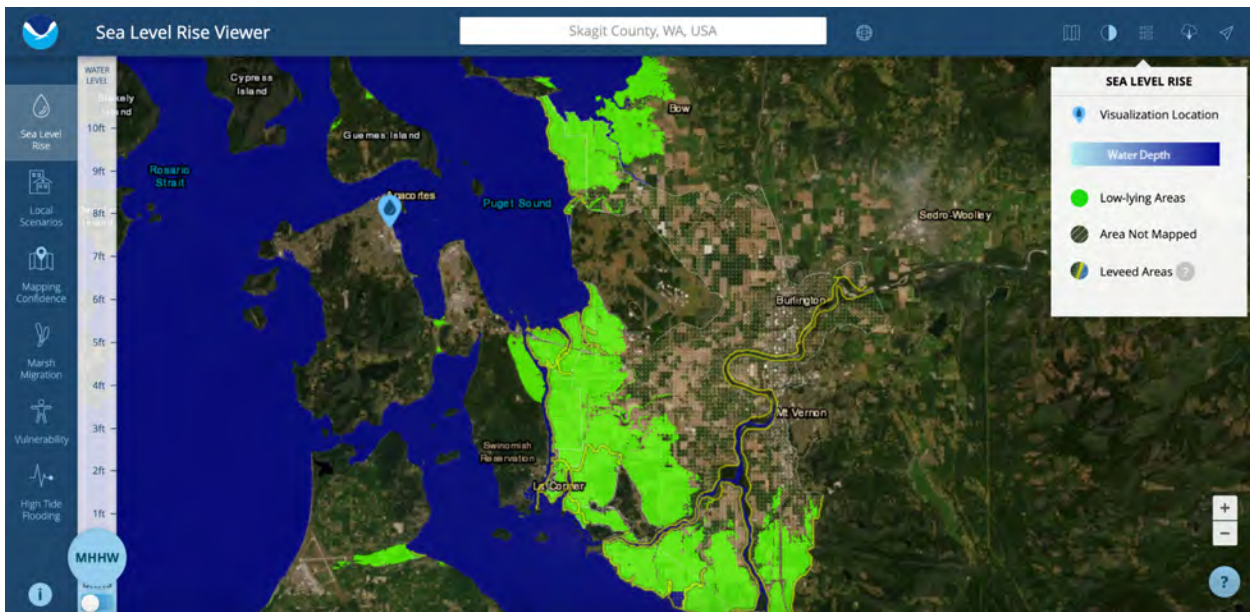 Sea Level Rise Viewer
Skagit County, WA, USA
Sea Level
Rise
Local
Scenarios
Mapping
Confidence
Marsh
Migration
Vulnerability
High Tide
Flooding
WATER
LEVEL
10ft
9ft
8ft
7ft
6ft
5ft
4ft
3ft
2ft
1ft
MHHW
i
Cypress
Island
Guemes Island
Bow
Rosario
Strait
Anacortes
Puget Sound
Sedro-Woolley
Burlington
Mt Vernon
Swinomish
Reservation
La Conner
SEA LEVEL RISE
Visualization Location
Water Depth
Low-lying Areas
Area Not Mapped
Leveed Areas ?
+
−
?